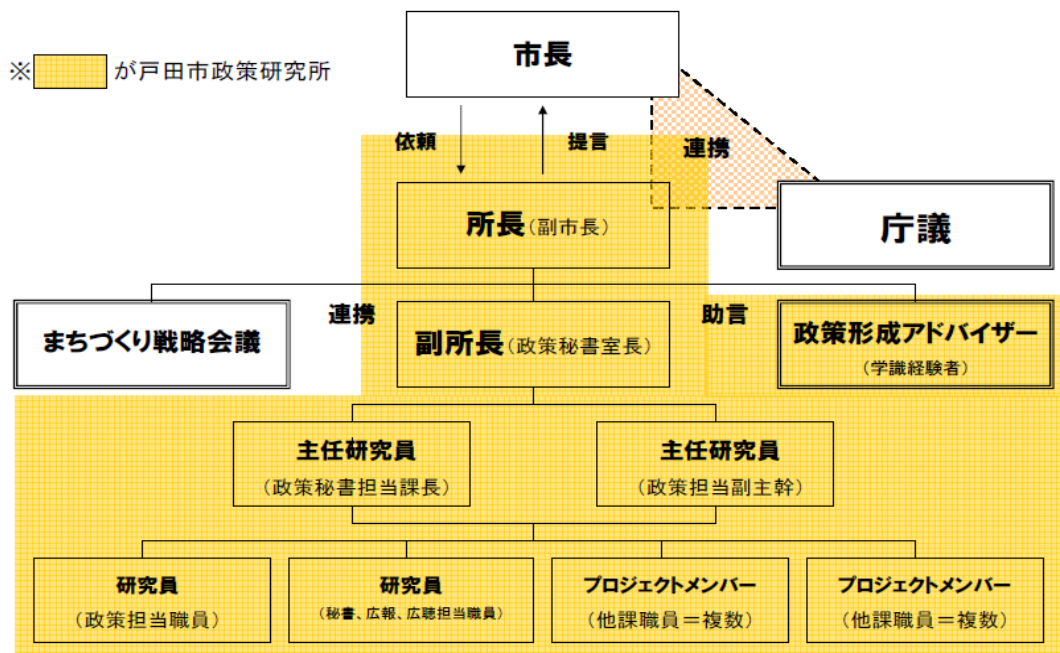 市長
※ が戸田市政策研究所
依頼
提言
連携
所長(副市長)
庁議
まちづくり戦略会議
連携
副所長(政策秘書室長)
助言
政策形成アドバイザー
(学識経験者)
主任研究員
(政策秘書担当課長)
主任研究員
(政策担当副主幹)
研究員
(政策担当職員)
研究員
(秘書、広報、広聴担当職員)
プロジェクトメンバー
(他課職員=複数)
プロジェクトメンバー
(他課職員=複数)